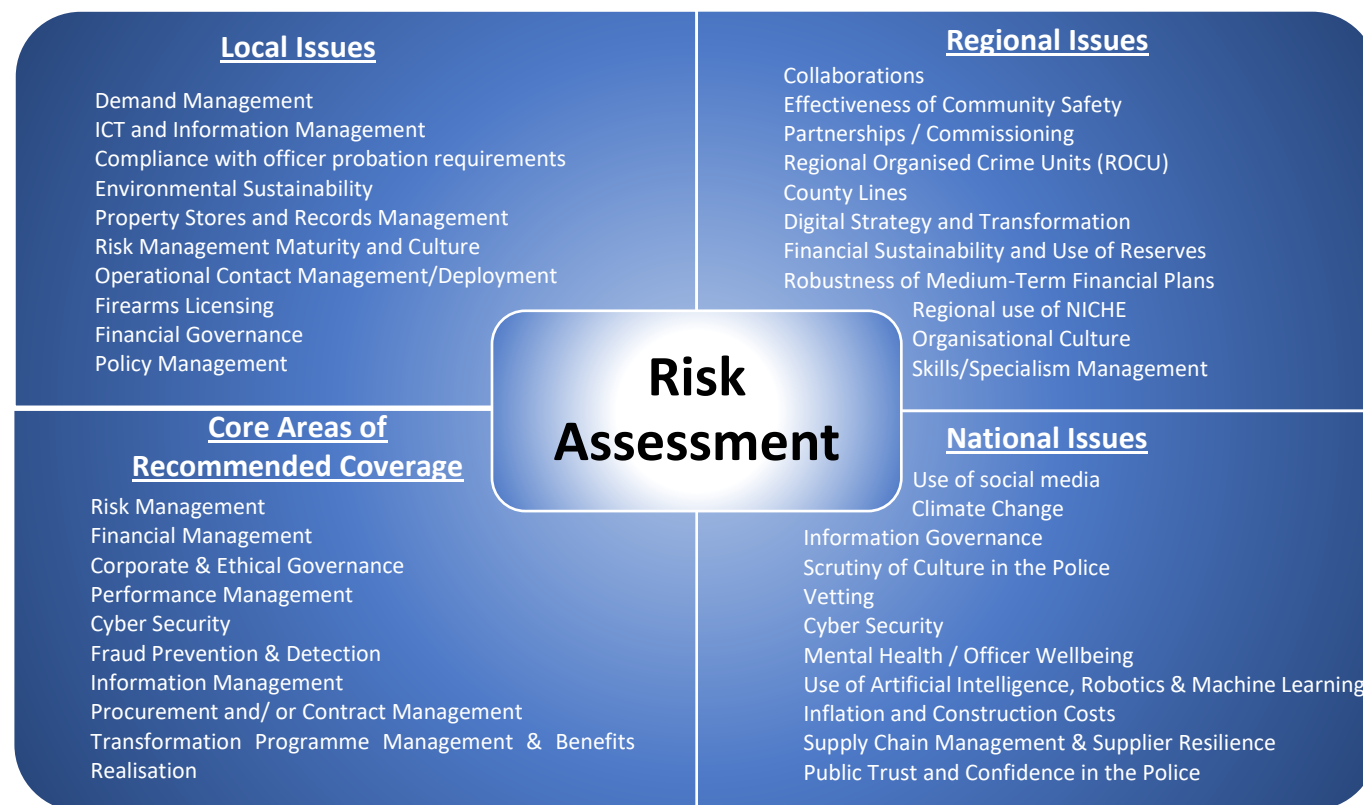 Local Issues
Demand Management
ICT and Information Management
Compliance with officer probation requirements
Environmental Sustainability
Property Stores and Records Management
Risk Management Maturity and Culture
Operational Contact Management/Deployment
Firearms Licensing
Financial Governance
Policy Management
Regional Issues
Collaborations
Effectiveness of Community Safety
Partnerships / Commissioning
Regional Organised Crime Units (ROCU)
County Lines
Digital Strategy and Transformation
Financial Sustainability and Use of Reserves
Robustness of Medium-Term Financial Plans
Regional use of NICHE
Organisational Culture
Skills/Specialism Management
Risk
Assessment
Core Areas of
Recommended Coverage
Risk Management
Financial Management
Corporate & Ethical Governance
Performance Management
Cyber Security
Fraud Prevention & Detection
Information Management
Procurement and/ or Contract Management
Transformation Programme Management & Benefits
Realisation
National Issues
Use of social media
Climate Change
Information Governance
Scrutiny of Culture in the Police
Vetting
Cyber Security
Mental Health / Officer Wellbeing
Use of Artificial Intelligence, Robotics & Machine Learning
Inflation and Construction Costs
Supply Chain Management & Supplier Resilience
Public Trust and Confidence in the Police